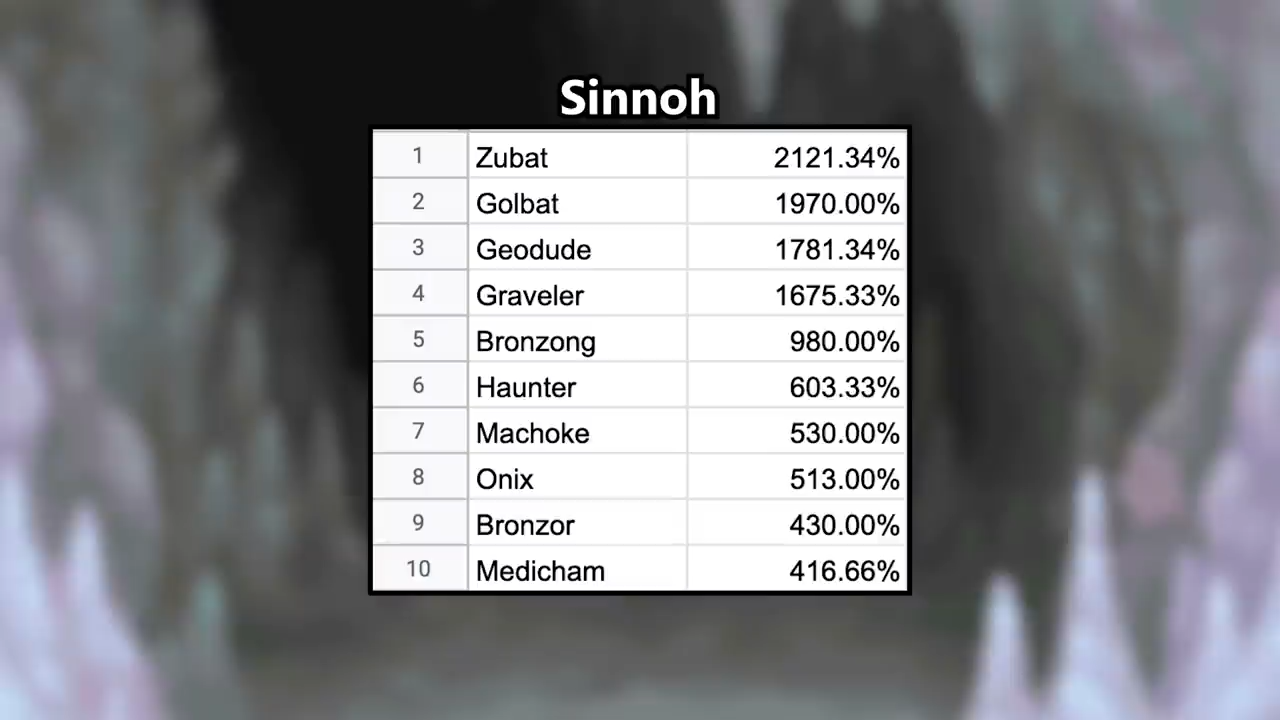 Sinnoh
1 Zubat 2121.34%
2 Golbat 1970.00%
3 Geodude 1781.34%
4 Graveler 1675.33%
5 Bronzong 980.00%
6 Haunter 603.33%
7 Machoke 530.00%
8 Onix 513.00%
9 Bronzor 430.00%
10 Medicham 416.66%